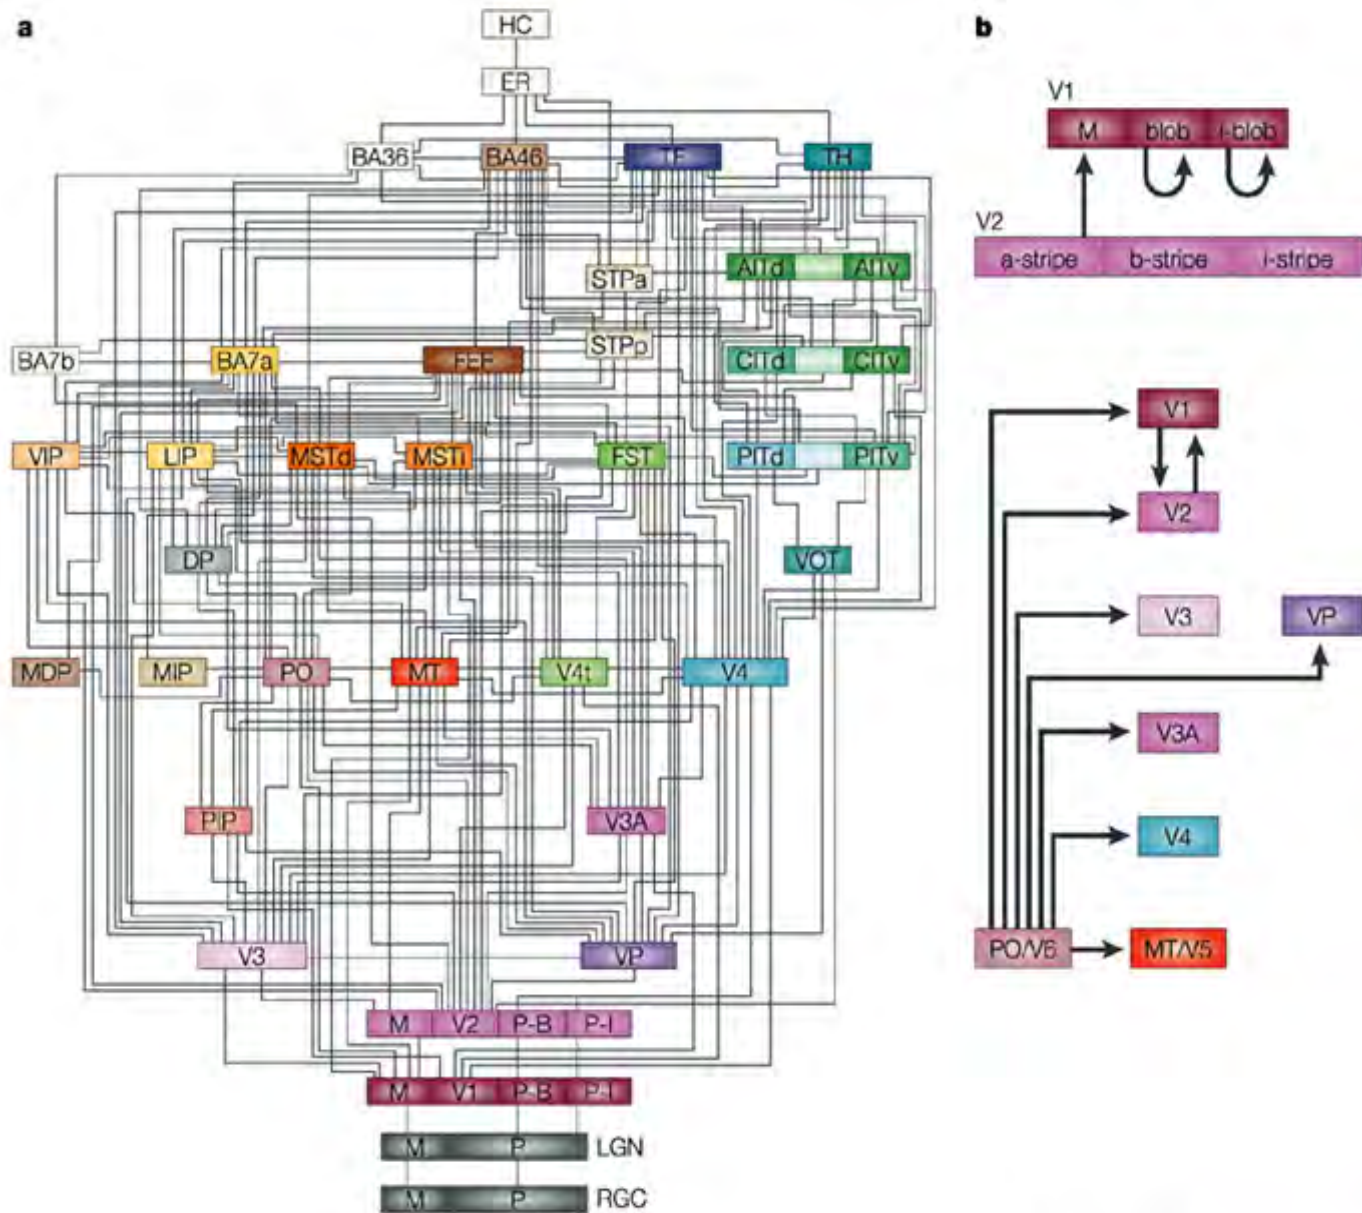 a
HC
ER
BA36 BA46 TF TH
STPa AITd AITv
STPp
BA7b BA7a FEF CITd CITv
VIP LIP MSTd MSTi FST PITd PITv
DP VOT
MDP MIP PO MT V4t V4
PIP V3A
V3 VP
M V2 P-B P-I
M V1 P-B P-I
M P LGN
M P RGC
b
V1
M blob i-blob
V2
a-stripe b-stripe i-stripe
V1
V2
V3 VP
V3A
V4
PO/V6 MT/V5